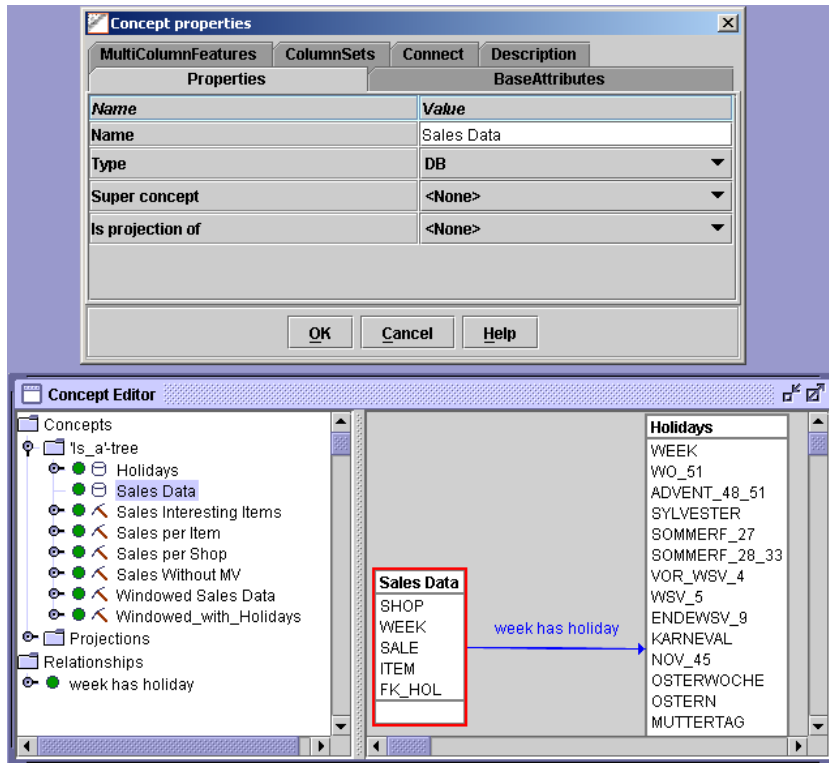 Concept properties
MultiColumnFeatures ColumnSets Connect Description
Properties BaseAttributes
Name Value
Name Sales Data
Type DB
Super concept <None>
Is projection of <None>
OK Cancel Help
Concept Editor
Concepts
'Is_a'-tree
Holidays
Sales Data
Sales Interesting Items
Sales per Item
Sales per Shop
Sales Without MV
Windowed Sales Data
Windowed_with_Holidays
Projections
Relationships
week has holiday
Sales Data
SHOP
WEEK
SALE
ITEM
FK_HOL
week has holiday
Holidays
WEEK
WO_51
ADVENT_48_51
SYLVESTER
SOMMERF_27
SOMMERF_28_33
VOR_WSV_4
WSV_5
ENDEWSV_9
KARNEVAL
NOV_45
OSTERWOCHE
OSTERN
MUTTERTAG